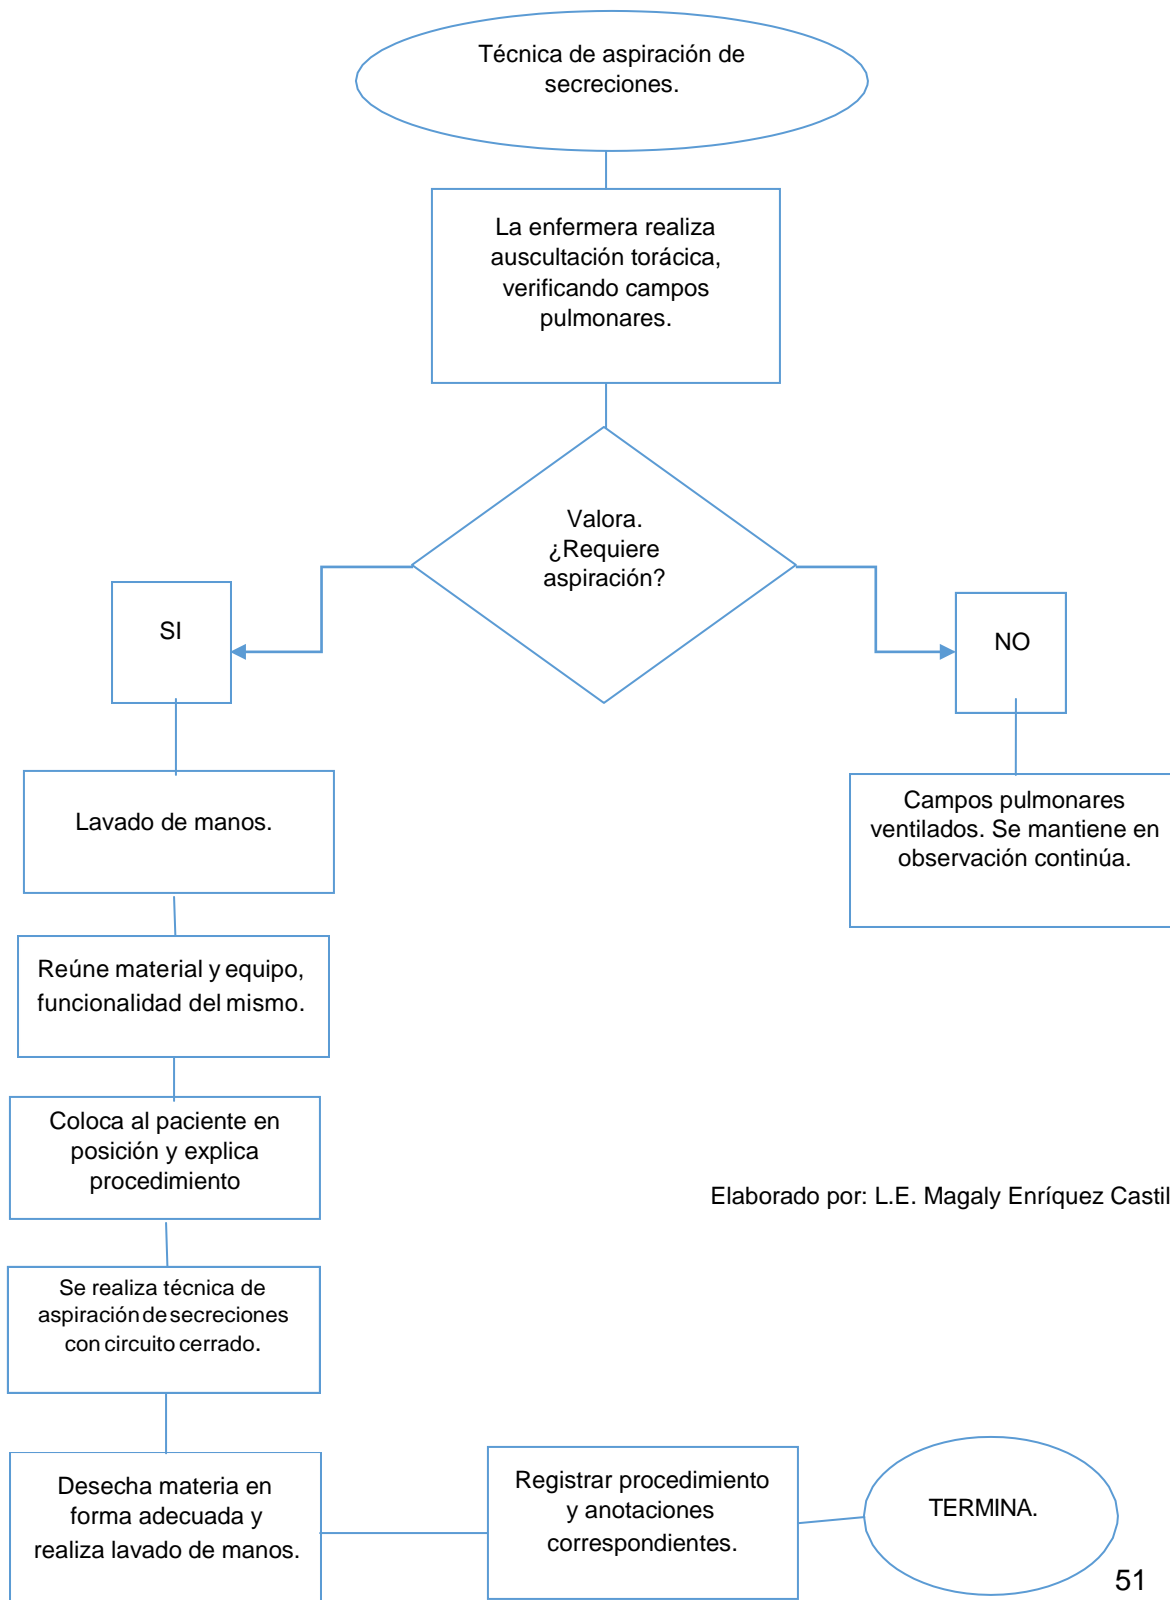 Técnica de aspiración de
secreciones.
La enfermera realiza
auscultación torácica,
verificando campos
pulmonares.
Valora.
¿Requiere
aspiración?
SI
NO
Lavado de manos.
Campos pulmonares
ventilados. Se mantiene en
observación continúa.
Reúne material y equipo,
funcionalidad del mismo.
Coloca al paciente en
posición y explica
procedimiento
Elaborado por: L.E. Magaly Enríquez Castil
Se realiza técnica de
aspiración de secreciones
con circuito cerrado.
Desecha materia en
forma adecuada y
realiza lavado de manos.
Registrar procedimiento
y anotaciones
correspondientes.
TERMINA.
51